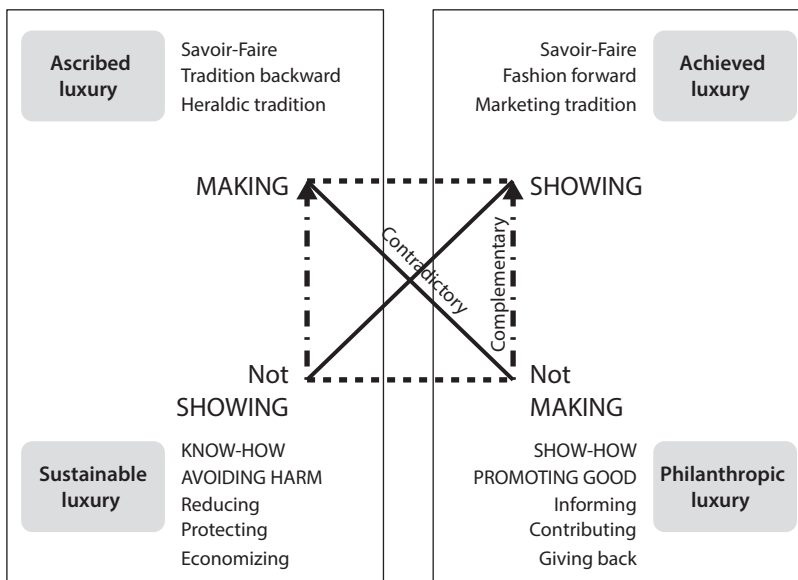 Ascribed
luxury
Savoir-Faire
Tradition backward
Heraldic tradition
Savoir-Faire
Fashion forward
Marketing tradition
Achieved
luxury
MAKING
SHOWING
Contradictory
Complementary
Not
SHOWING
Not
MAKING
Sustainable
luxury
KNOW-HOW
AVOIDING HARM
Reducing
Protecting
Economizing
SHOW-HOW
PROMOTING GOOD
Informing
Contributing
Giving back
Philanthropic
luxury